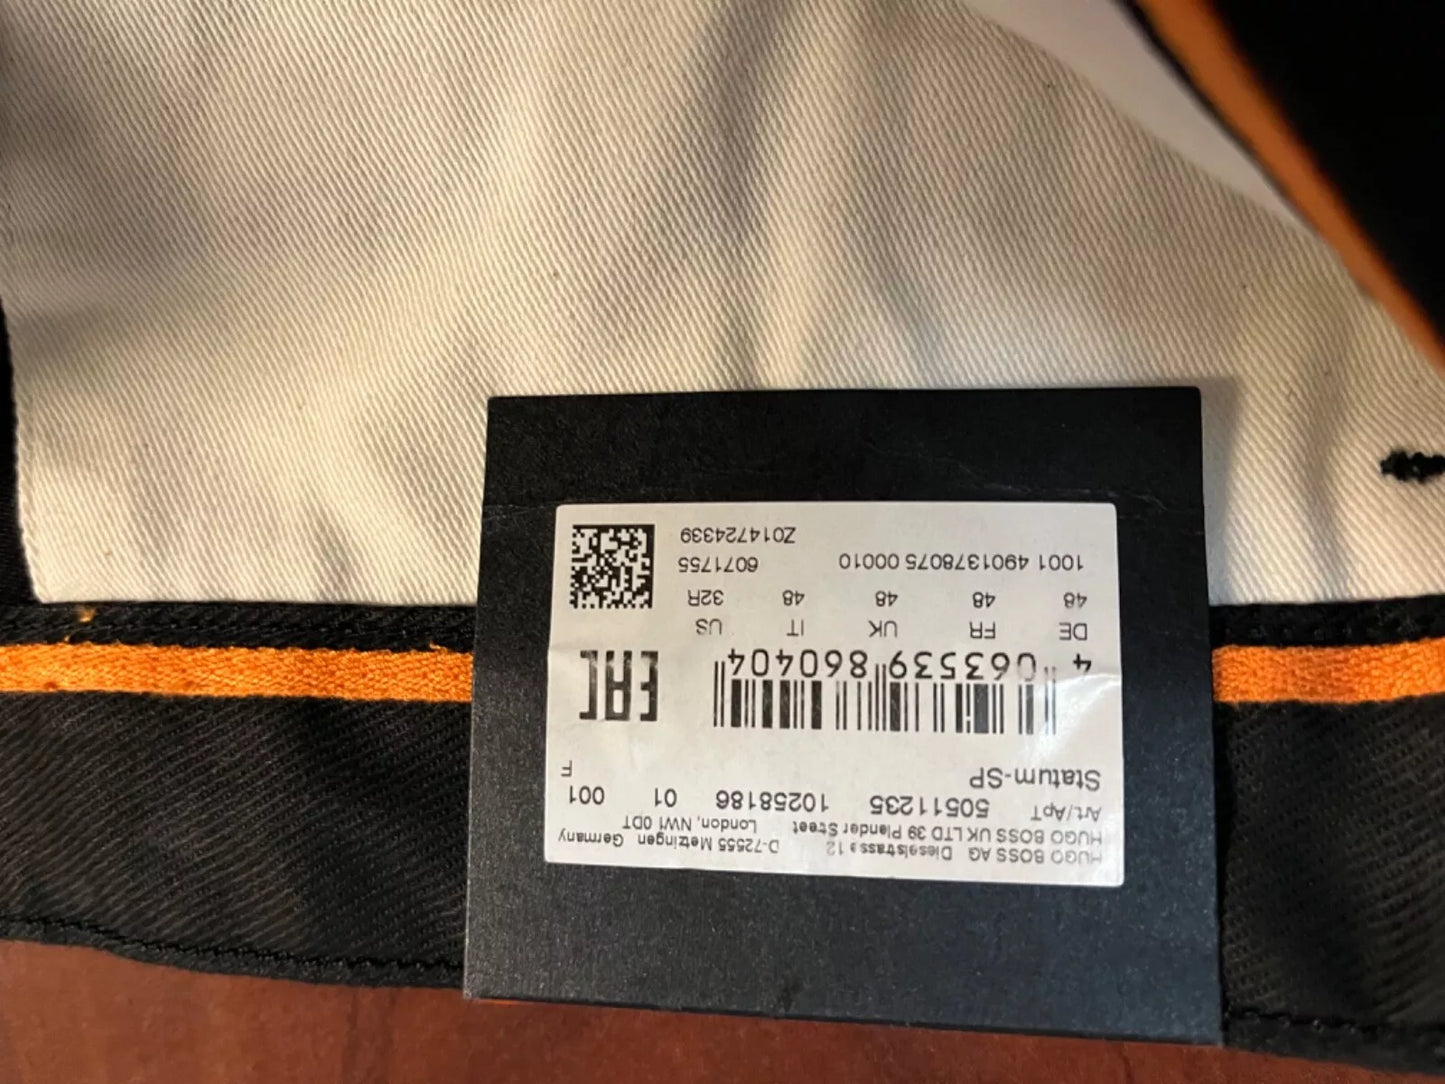 HUGO BOSS AG Dieselstrasse 12 D-72555 Metzingen Germany
HUGO BOSS UK LTD 39 Plender Street London, NW1 0DT
Art./ApT 50511235 10258186 01 001
Statum-SP F
4 063539 860404 EAC
DE FR UK IT US
48 48 48 48 32R
1001 4901378075 00010 6071755
Z014724339